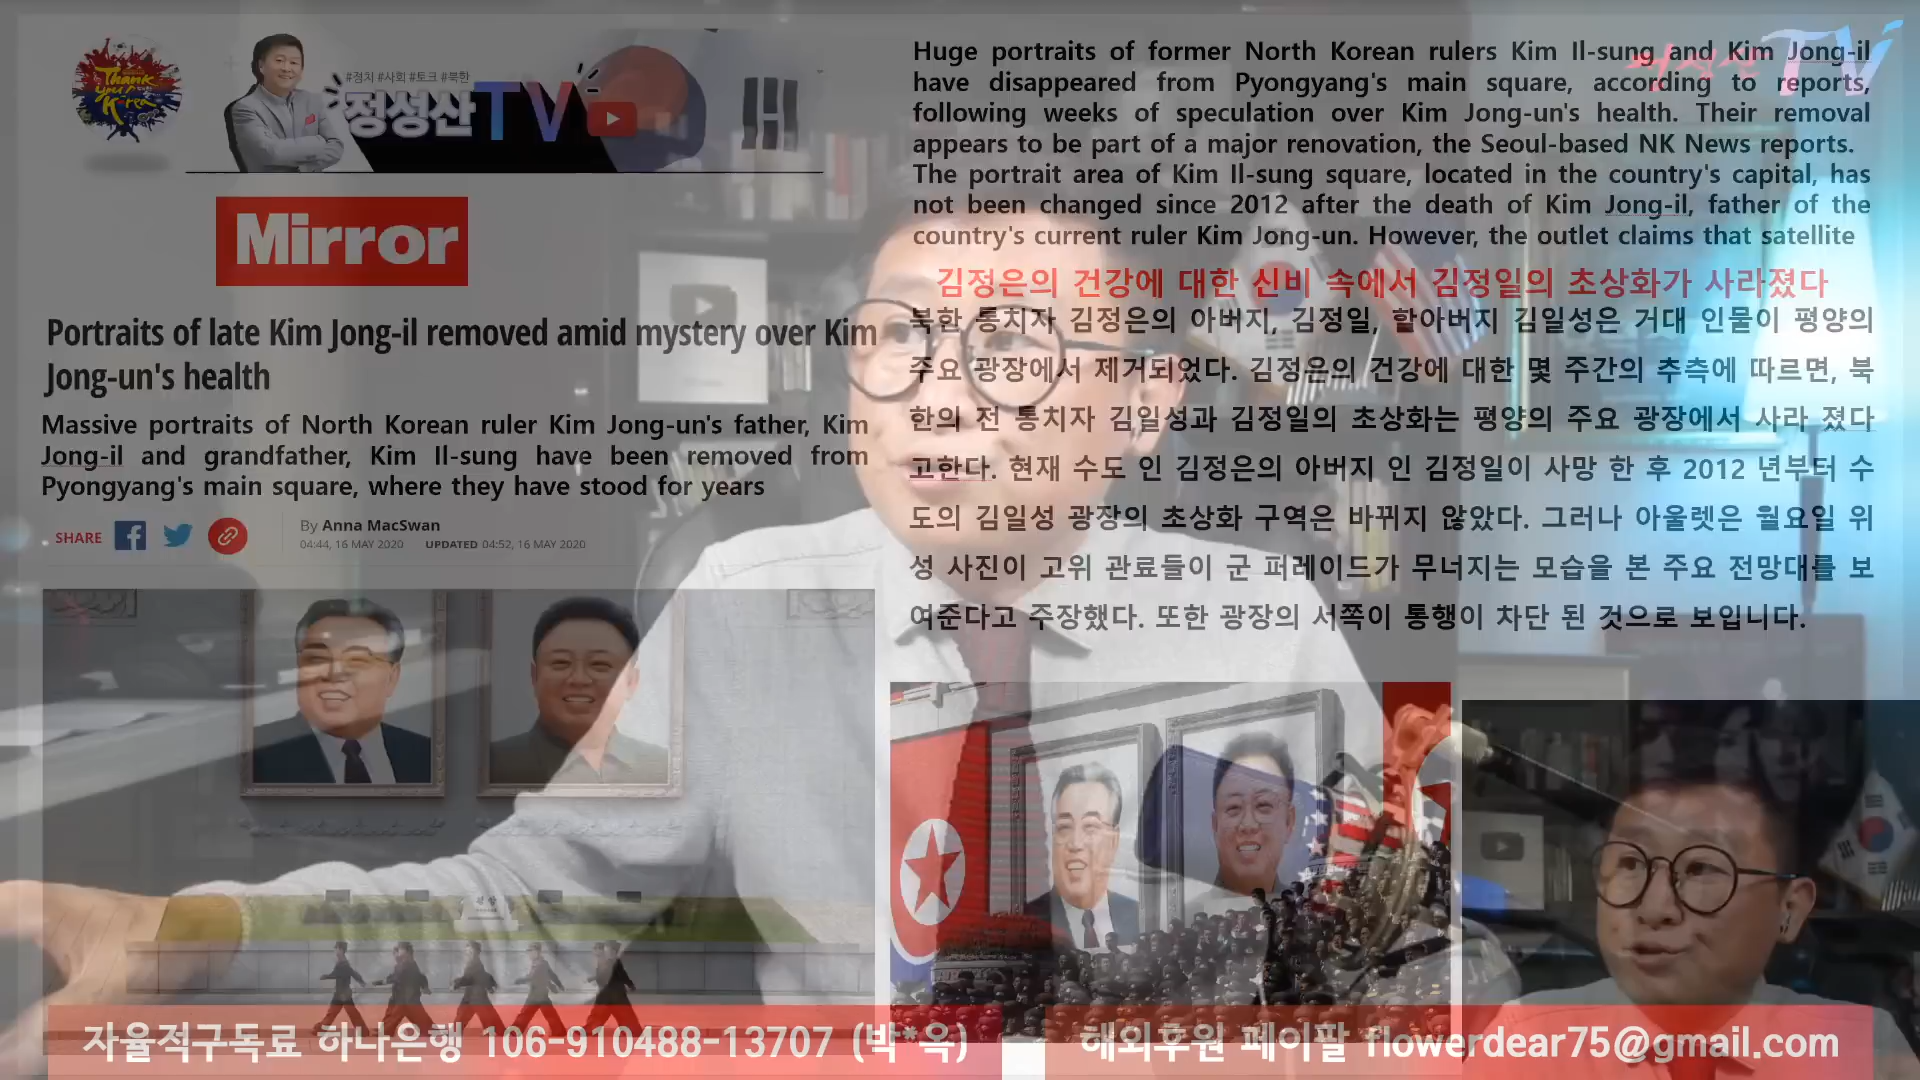 Thank
you
Korea
#정치 #사회 #토크 #북한
정성산TV
정성산 TV
Mirror
Portraits of late Kim Jong-il removed amid mystery over Kim
Jong-un's health
Massive portraits of North Korean ruler Kim Jong-un's father, Kim
Jong-il and grandfather, Kim Il-sung have been removed from
Pyongyang's main square, where they have stood for years
SHARE
By Anna MacSwan
04:44, 16 MAY 2020 UPDATED 04:52, 16 MAY 2020
Huge portraits of former North Korean rulers Kim Il-sung and Kim Jong-il
have disappeared from Pyongyang's main square, according to reports,
following weeks of speculation over Kim Jong-un's health. Their removal
appears to be part of a major renovation, the Seoul-based NK News reports.
The portrait area of Kim Il-sung square, located in the country's capital, has
not been changed since 2012 after the death of Kim Jong-il, father of the
country's current ruler Kim Jong-un. However, the outlet claims that satellite
김정은의 건강에 대한 신비 속에서 김정일의 초상화가 사라졌다
북한 통치자 김정은의 아버지, 김정일, 할아버지 김일성은 거대 인물이 평양의
주요 광장에서 제거되었다. 김정은의 건강에 대한 몇 주간의 추측에 따르면, 북
한의 전 통치자 김일성과 김정일의 초상화는 평양의 주요 광장에서 사라 졌다
고한다. 현재 수도 인 김정은의 아버지 인 김정일이 사망 한 후 2012 년부터 수
도의 김일성 광장의 초상화 구역은 바뀌지 않았다. 그러나 아울렛은 월요일 위
성 사진이 고위 관료들이 군 퍼레이드가 무너지는 모습을 본 주요 전망대를 보
여준다고 주장했다. 또한 광장의 서쪽이 통행이 차단 된 것으로 보입니다.
자율적구독료 하나은행 106-910488-13707 (박*옥)
해외후원 페이팔 flowerdear75@gmail.com